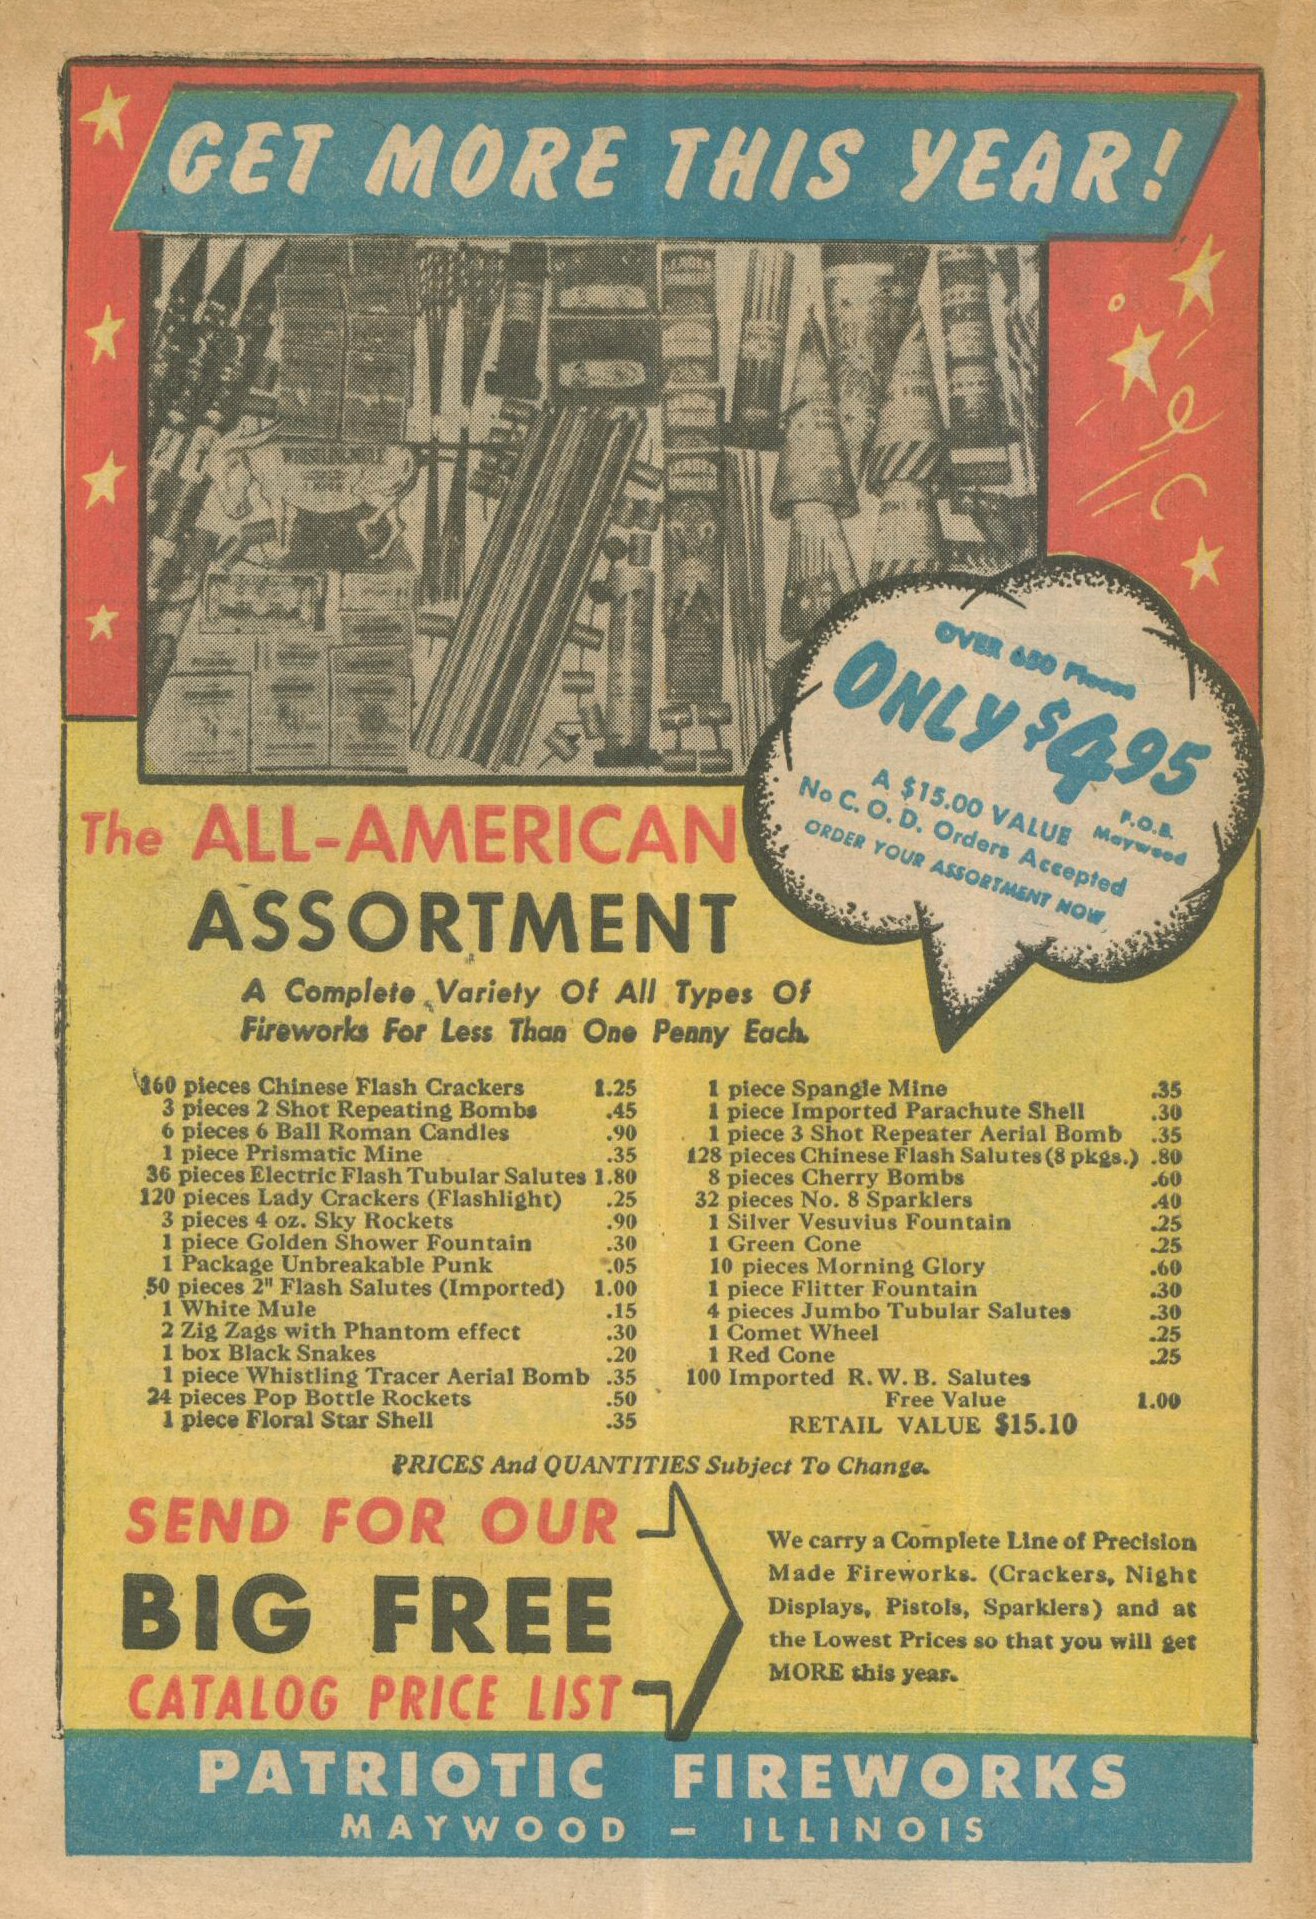 GET MORE THIS YEAR!
WHISTLING MULE
OVER 650 Pieces
ONLY $4.95
F.O.B.
Maywood
A $15.00 VALUE
No C. O. D. Orders Accepted
ORDER YOUR ASSORTMENT NOW
The ALL-AMERICAN
ASSORTMENT
A Complete Variety Of All Types Of
Fireworks For Less Than One Penny Each.
160 pieces Chinese Flash Crackers 1.25
3 pieces 2 Shot Repeating Bombs .45
6 pieces 6 Ball Roman Candles .90
1 piece Prismatic Mine .35
36 pieces Electric Flash Tubular Salutes 1.80
120 pieces Lady Crackers (Flashlight) .25
3 pieces 4 oz. Sky Rockets .90
1 piece Golden Shower Fountain .30
1 Package Unbreakable Punk .05
50 pieces 2" Flash Salutes (Imported) 1.00
1 White Mule .15
2 Zig Zags with Phantom effect .30
1 box Black Snakes .20
1 piece Whistling Tracer Aerial Bomb .35
24 pieces Pop Bottle Rockets .50
1 piece Floral Star Shell .35
1 piece Spangle Mine .35
1 piece Imported Parachute Shell .30
1 piece 3 Shot Repeater Aerial Bomb .35
128 pieces Chinese Flash Salutes (8 pkgs.) .80
8 pieces Cherry Bombs .60
32 pieces No. 8 Sparklers .40
1 Silver Vesuvius Fountain .25
1 Green Cone .25
10 pieces Morning Glory .60
1 piece Flitter Fountain .30
4 pieces Jumbo Tubular Salutes .30
1 Comet Wheel .25
1 Red Cone .25
100 Imported R. W. B. Salutes
Free Value 1.00
RETAIL VALUE $15.10
PRICES And QUANTITIES Subject To Change.
SEND FOR OUR
BIG FREE
CATALOG PRICE LIST
We carry a Complete Line of Precision
Made Fireworks. (Crackers, Night
Displays, Pistols, Sparklers) and at
the Lowest Prices so that you will get
MORE this year.
PATRIOTIC FIREWORKS
MAYWOOD – ILLINOIS